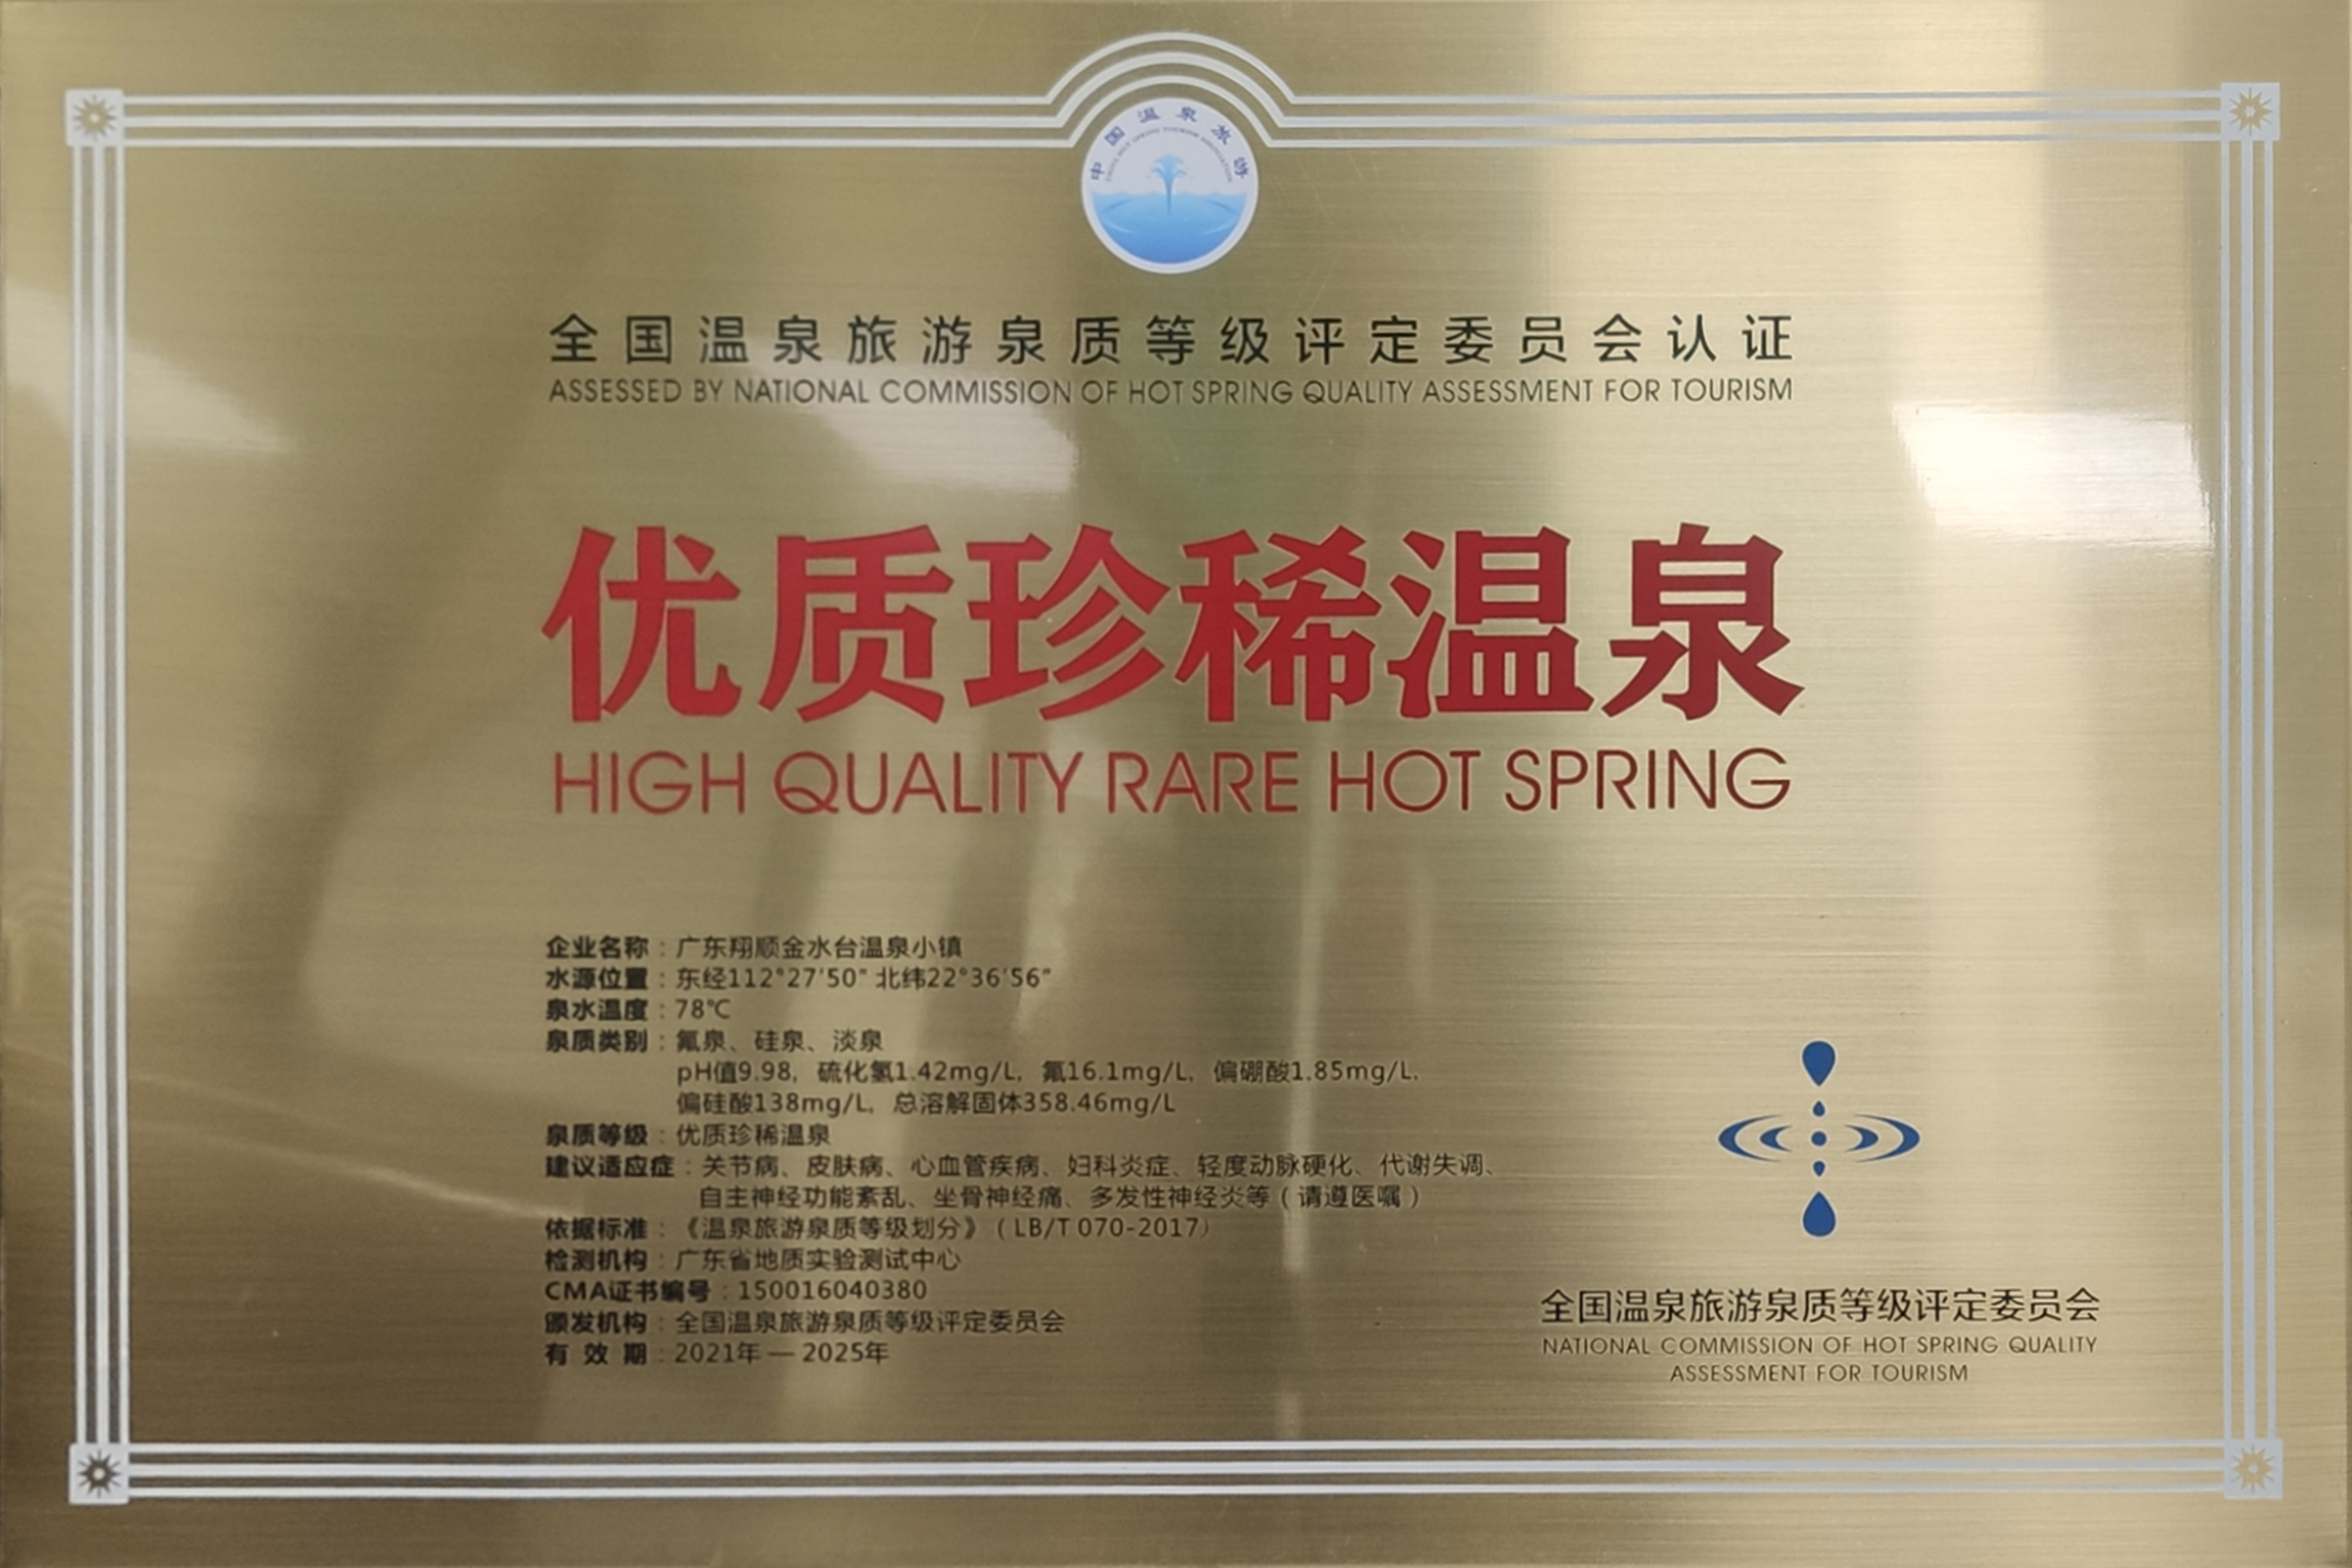 中国温泉旅游
全国温泉旅游泉质等级评定委员会认证
ASSESSED BY NATIONAL COMMISSION OF HOT SPRING QUALITY ASSESSMENT FOR TOURISM
优质珍稀温泉
HIGH QUALITY RARE HOT SPRING
企业名称：广东翔顺金水台温泉小镇
水源位置：东经112°27'50" 北纬22°36'56"
泉水温度：78℃
泉质类别：氟泉、硅泉、淡泉
pH值9.98，硫化氢1.42mg/L，氟16.1mg/L，偏硼酸1.85mg/L，
偏硅酸138mg/L，总溶解固体358.46mg/L
泉质等级：优质珍稀温泉
建议适应症：关节病、皮肤病、心血管疾病、妇科炎症、轻度动脉硬化、代谢失调、
自主神经功能紊乱、坐骨神经痛、多发性神经炎等（请遵医嘱）
依据标准：《温泉旅游泉质等级划分》（LB/T 070-2017）
检测机构：广东省地质实验测试中心
CMA证书编号：150016040380
颁发机构：全国温泉旅游泉质等级评定委员会
有 效 期：2021年 — 2025年
全国温泉旅游泉质等级评定委员会
NATIONAL COMMISSION OF HOT SPRING QUALITY
ASSESSMENT FOR TOURISM